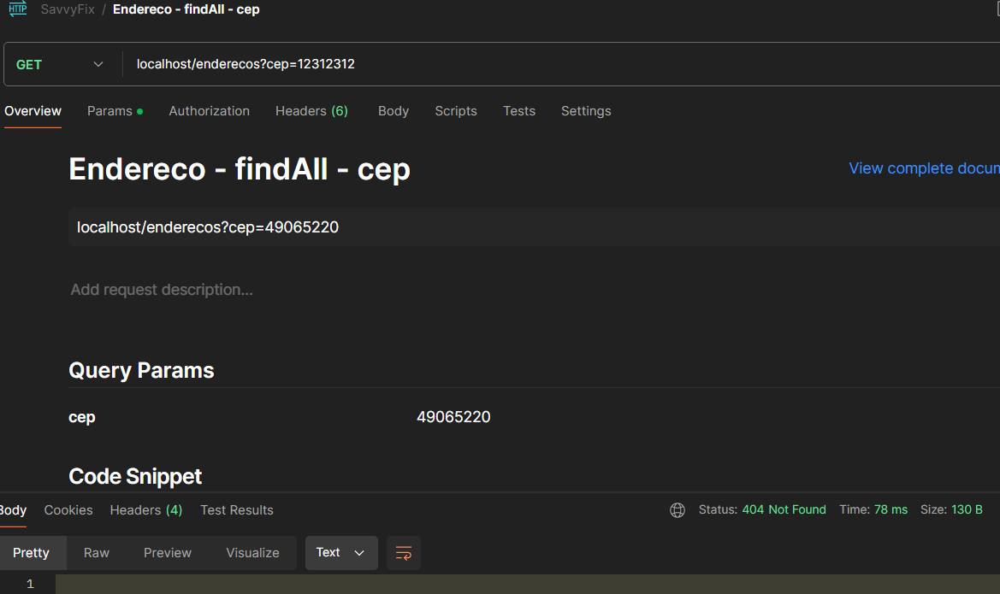 HTTP SavvyFix / Endereco - findAll - cep
GET localhost/enderecos?cep=12312312
Overview Params Authorization Headers (6) Body Scripts Tests Settings
Endereco - findAll - cep
View complete docun
localhost/enderecos?cep=49065220
Add request description...
Query Params
cep 49065220
Code Snippet
Body Cookies Headers (4) Test Results Status: 404 Not Found Time: 78 ms Size: 130 B
Pretty Raw Preview Visualize Text
1